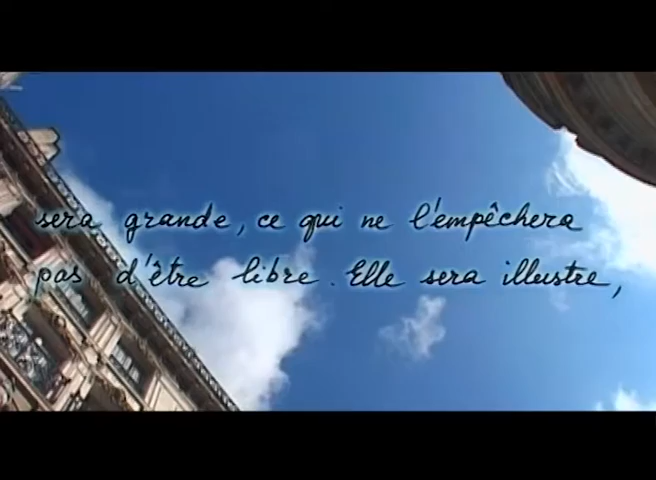 sera grande, ce qui ne l'empêchera
pas d'être libre. Elle sera illustre,